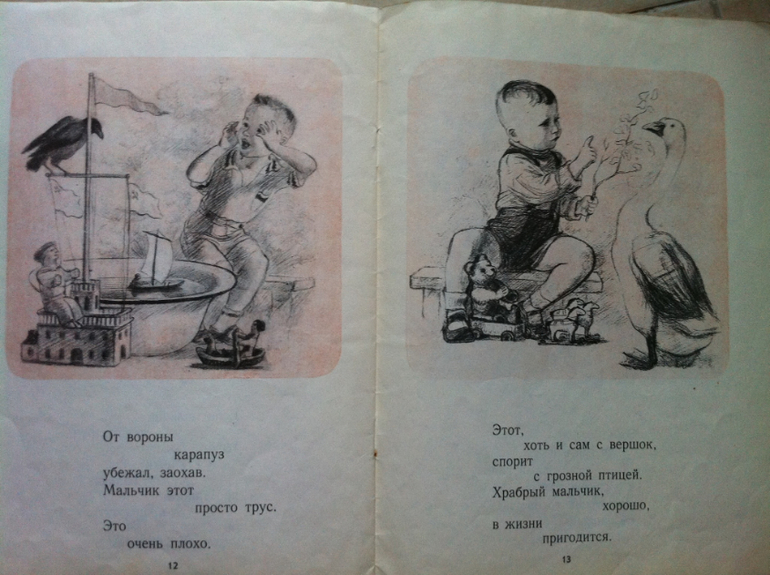 От вороны
карапуз
убежал, заохав.
Мальчик этот
просто трус.
Это
очень плохо.
12
Этот,
хоть и сам с вершок,
спорит
с грозной птицей.
Храбрый мальчик,
хорошо,
в жизни
пригодится.
13